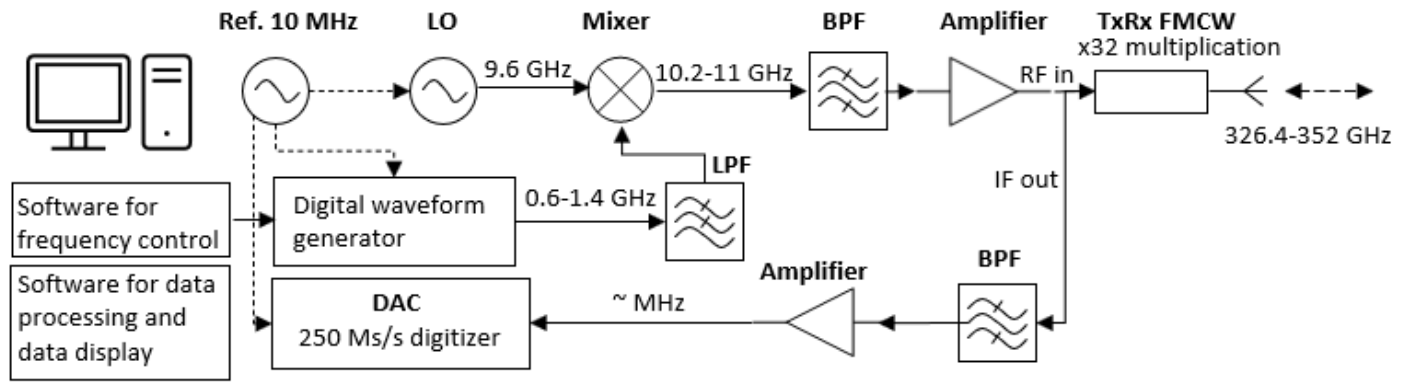 Ref. 10 MHz
LO
Mixer
BPF
Amplifier
TxRx FMCW
x32 multiplication
9.6 GHz
10.2-11 GHz
RF in
326.4-352 GHz
LPF
IF out
Software for
frequency control
Digital waveform
generator
0.6-1.4 GHz
Software for data
processing and
data display
DAC
250 Ms/s digitizer
~ MHz
Amplifier
BPF